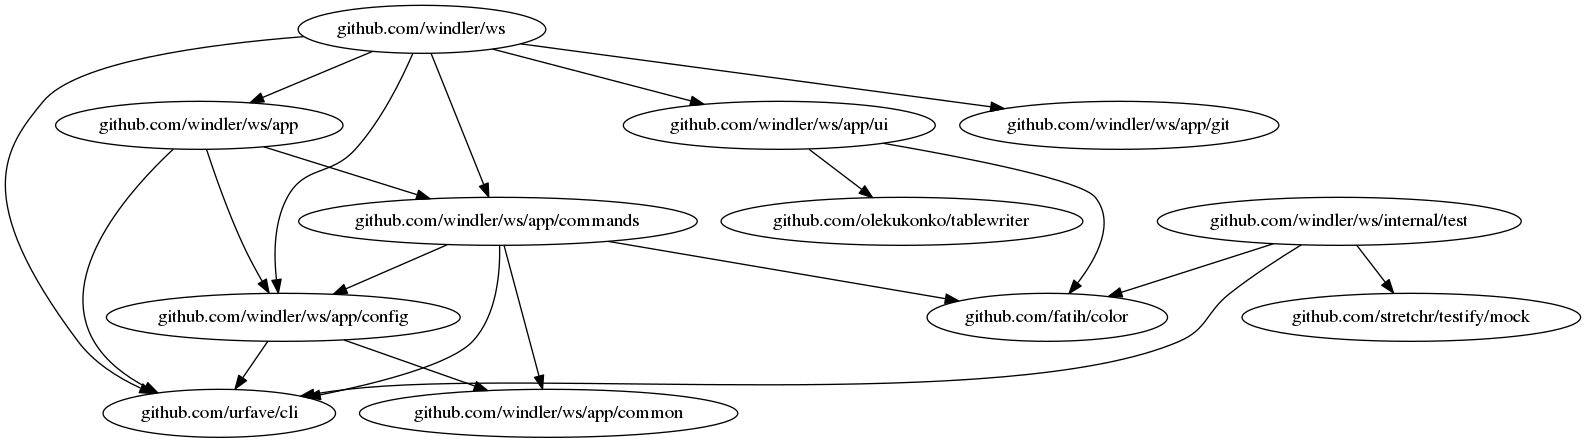 github.com/windler/ws
github.com/windler/ws/app
github.com/windler/ws/app/ui
github.com/windler/ws/app/git
github.com/windler/ws/app/commands
github.com/olekukonko/tablewriter
github.com/windler/ws/internal/test
github.com/windler/ws/app/config
github.com/fatih/color
github.com/stretchr/testify/mock
github.com/urfave/cli
github.com/windler/ws/app/common